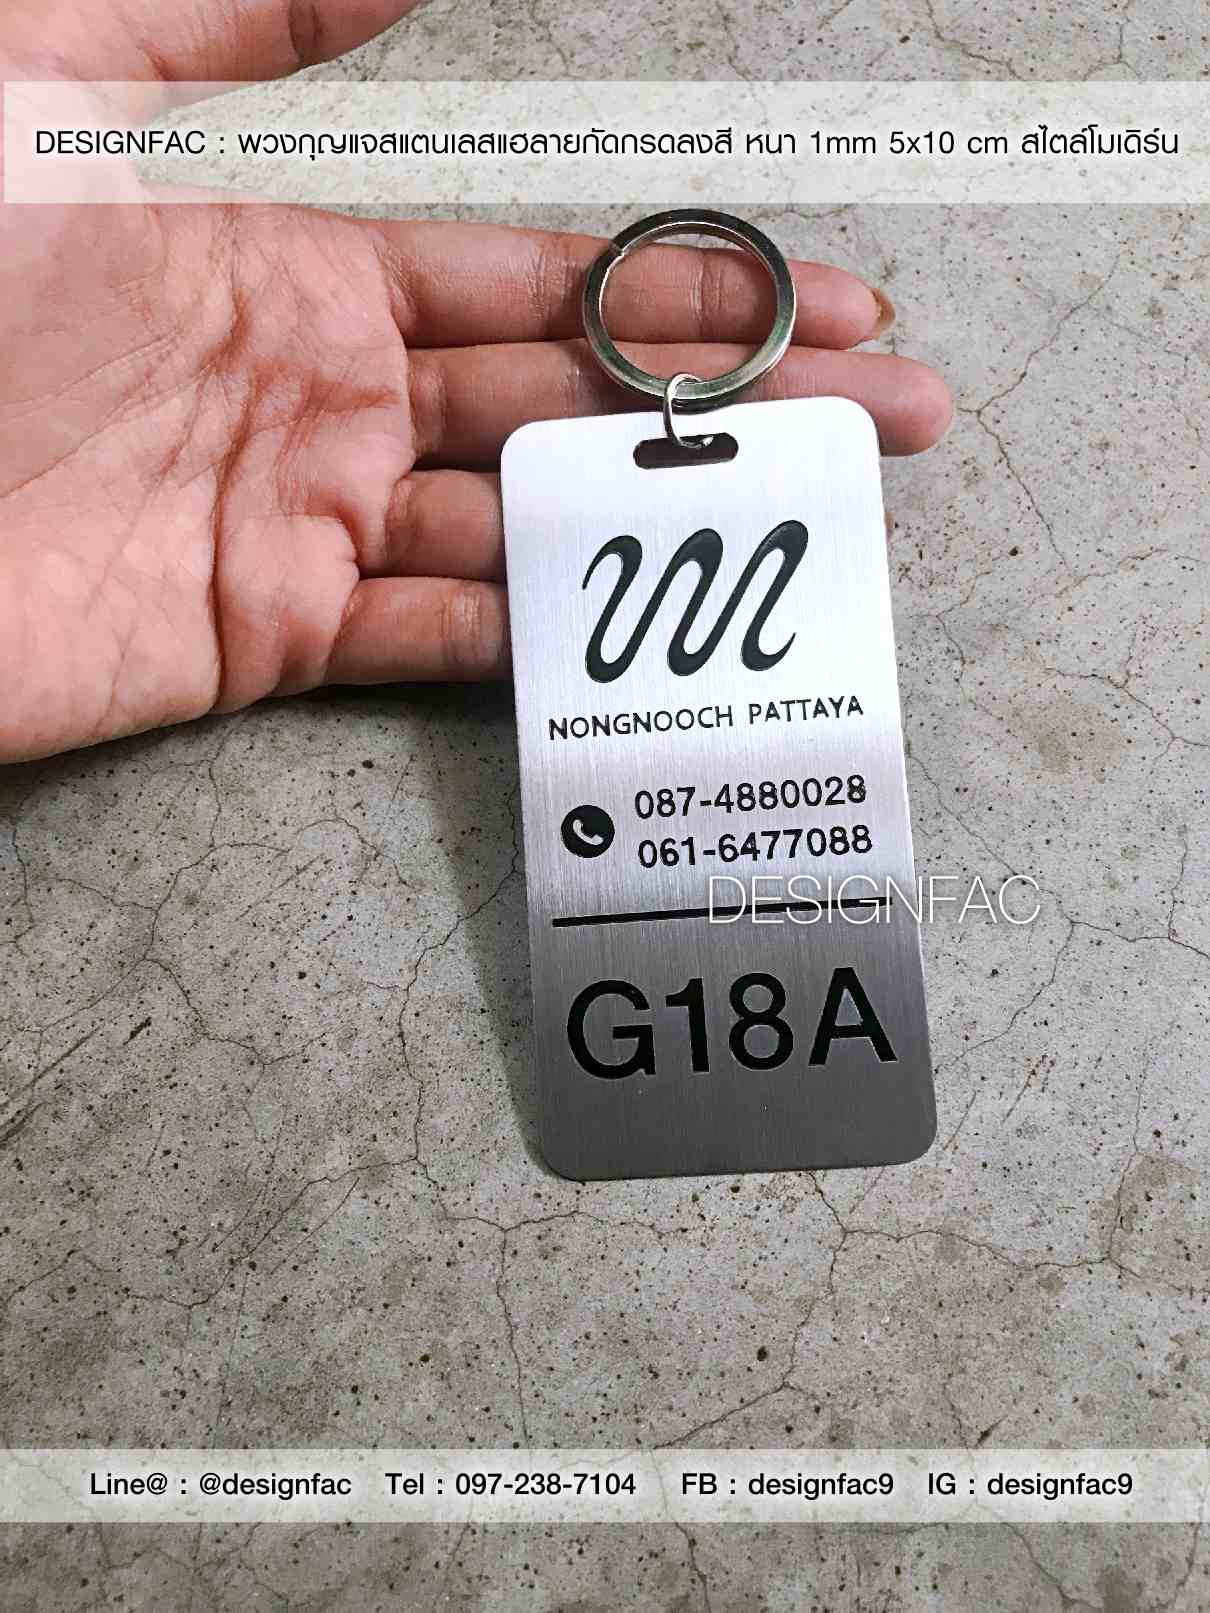 DESIGNFAC : พวงกุญแจสแตนเลสแฮลายกัดกรดลงสี หนา 1mm 5x10 cm สไตล์โมเดิร์น
NONGNOOCH PATTAYA
087-4880028
061-6477088
DESIGNFAC
G18A
Line@ : @designfac Tel : 097-238-7104 FB : designfac9 IG : designfac9